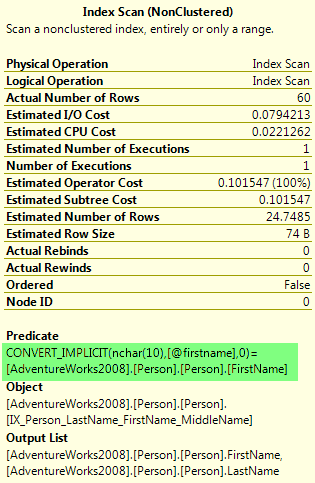 Index Scan (NonClustered)
Scan a nonclustered index, entirely or only a range.
Physical Operation Index Scan
Logical Operation Index Scan
Actual Number of Rows 60
Estimated I/O Cost 0.0794213
Estimated CPU Cost 0.0221262
Estimated Number of Executions 1
Number of Executions 1
Estimated Operator Cost 0.101547 (100%)
Estimated Subtree Cost 0.101547
Estimated Number of Rows 24.7485
Estimated Row Size 74 B
Actual Rebinds 0
Actual Rewinds 0
Ordered False
Node ID 0
Predicate
CONVERT_IMPLICIT(nchar(10),[@firstname],0)=
[AdventureWorks2008].[Person].[Person].[FirstName]
Object
[AdventureWorks2008].[Person].[Person].
[IX_Person_LastName_FirstName_MiddleName]
Output List
[AdventureWorks2008].[Person].[Person].FirstName,
[AdventureWorks2008].[Person].[Person].LastName